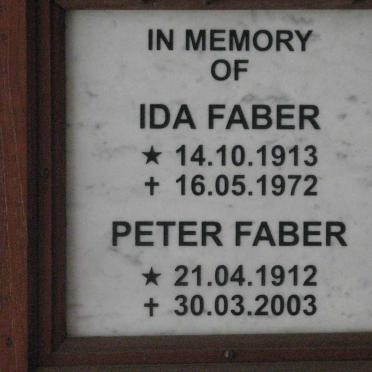 IN MEMORY
OF
IDA FABER
★ 14.10.1913
✝ 16.05.1972
PETER FABER
★ 21.04.1912
✝ 30.03.2003